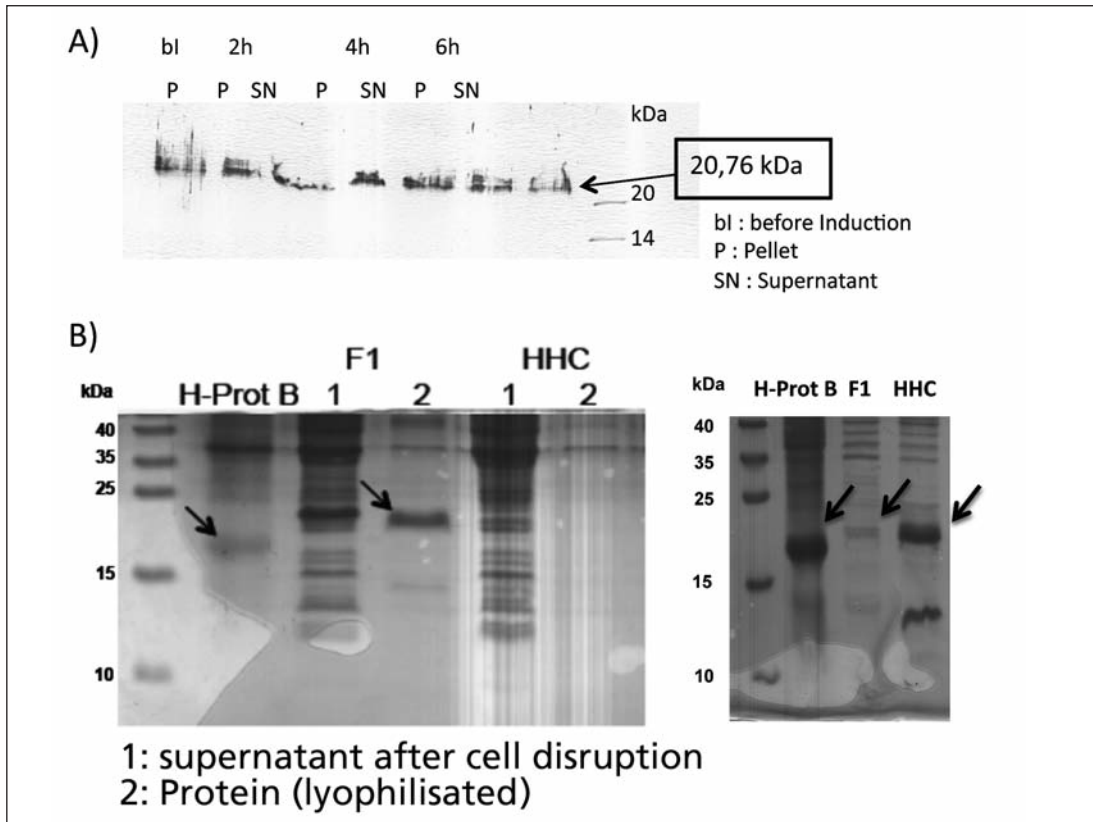 A)
bI 2h 4h 6h
P P SN P SN P SN
kDa
20,76 kDa
20
14
bI : before Induction
P : Pellet
SN : Supernatant
B)
F1 HHC
kDa H-Prot B 1 2 1 2
40
35
25
15
10
kDa H-Prot B F1 HHC
40
35
25
15
10
1: supernatant after cell disruption
2: Protein (lyophilisated)